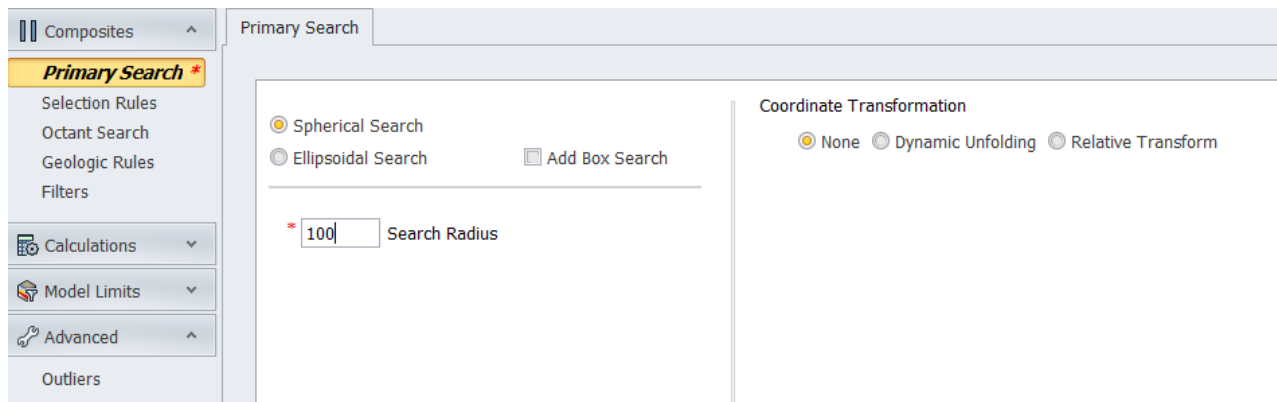 Composites
Primary Search *
Selection Rules
Octant Search
Geologic Rules
Filters
Calculations
Model Limits
Advanced
Outliers
Primary Search
Spherical Search
Ellipsoidal Search Add Box Search
* 100 Search Radius
Coordinate Transformation
None Dynamic Unfolding Relative Transform